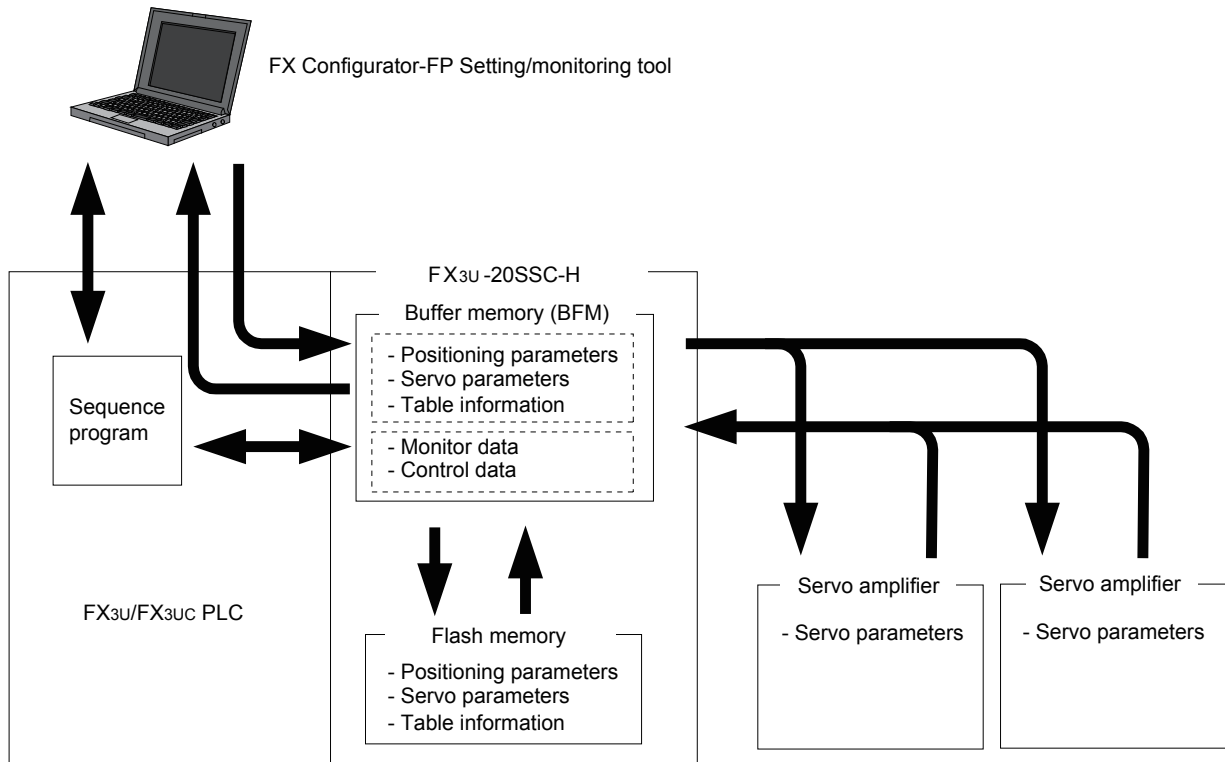 FX Configurator-FP Setting/monitoring tool
FX3U-20SSC-H
Buffer memory (BFM)
- Positioning parameters
- Servo parameters
- Table information
- Monitor data
- Control data
Sequence
program
FX3U/FX3UC PLC
Flash memory
- Positioning parameters
- Servo parameters
- Table information
Servo amplifier
- Servo parameters
Servo amplifier
- Servo parameters